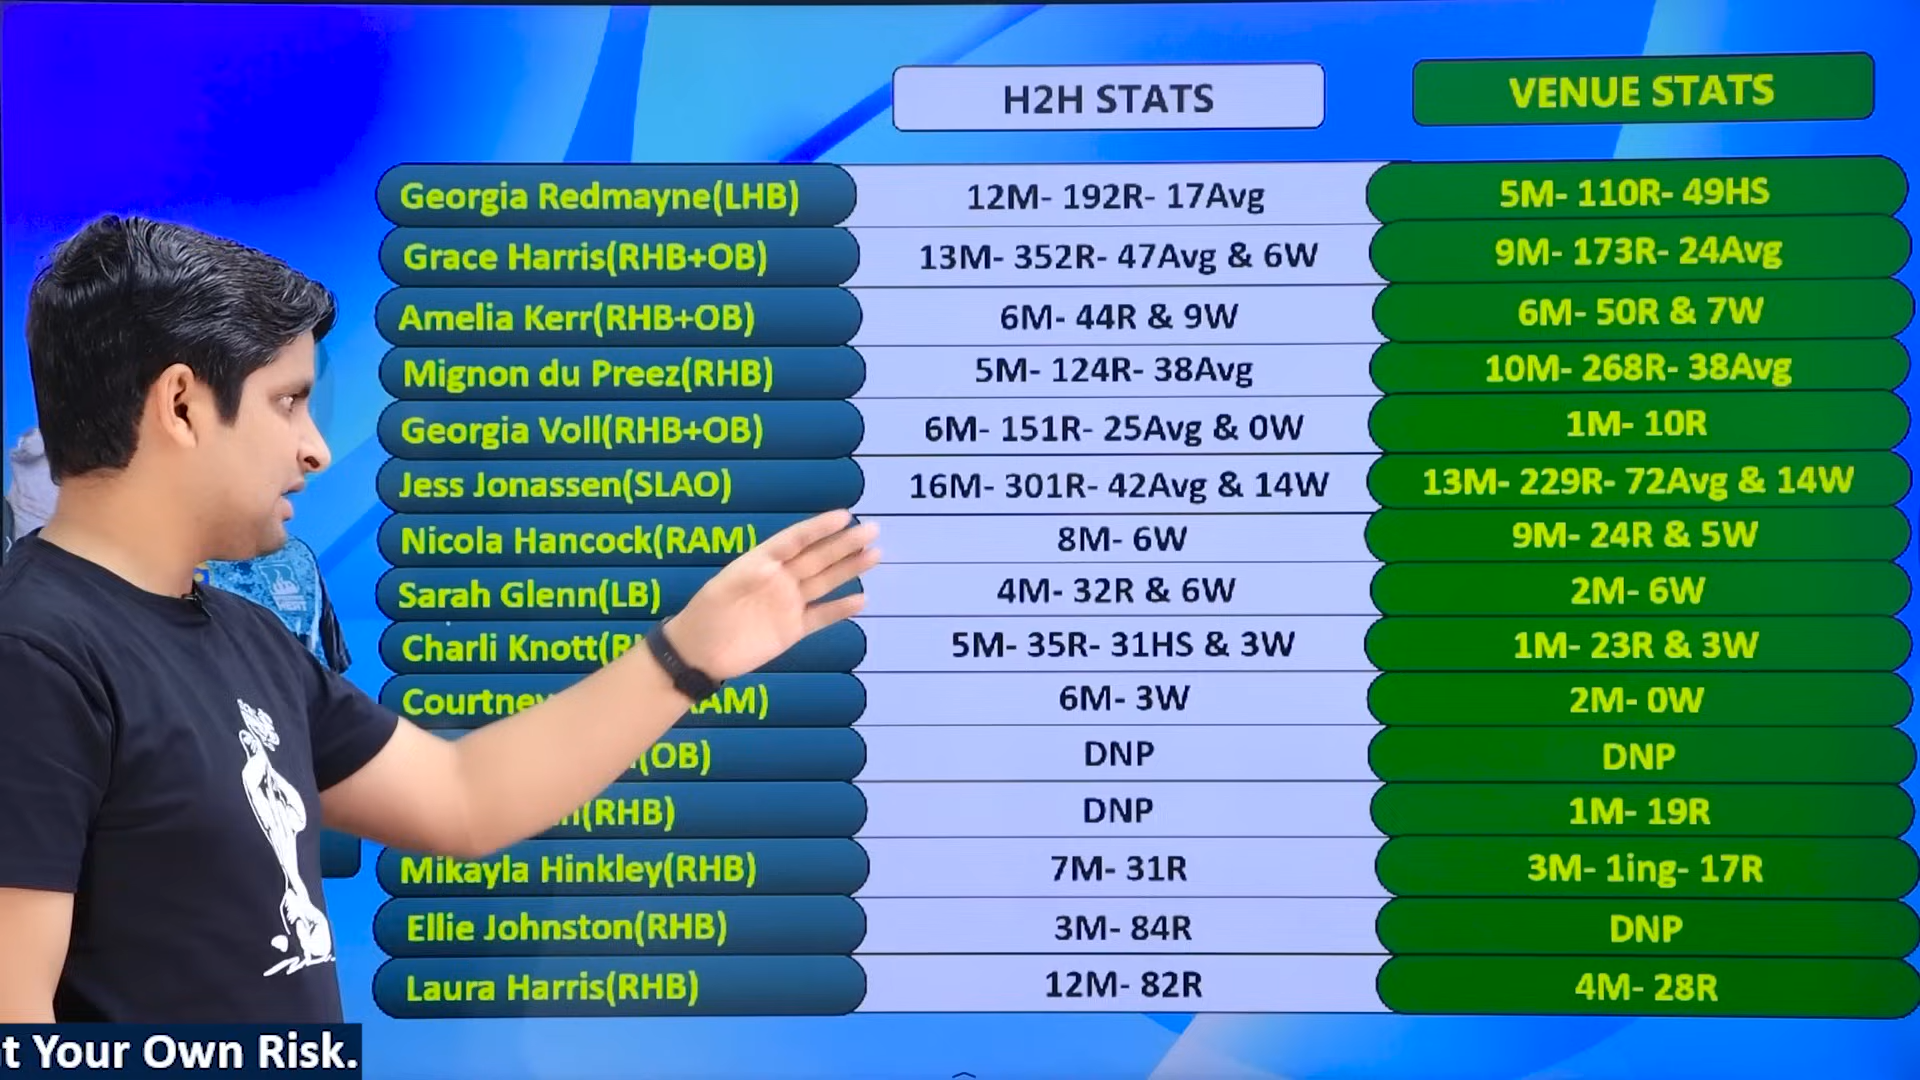 H2H STATS
VENUE STATS
Georgia Redmayne(LHB) 12M- 192R- 17Avg 5M- 110R- 49HS
Grace Harris(RHB+OB) 13M- 352R- 47Avg & 6W 9M- 173R- 24Avg
Amelia Kerr(RHB+OB) 6M- 44R & 9W 6M- 50R & 7W
Mignon du Preez(RHB) 5M- 124R- 38Avg 10M- 268R- 38Avg
Georgia Voll(RHB+OB) 6M- 151R- 25Avg & 0W 1M- 10R
Jess Jonassen(SLAO) 16M- 301R- 42Avg & 14W 13M- 229R- 72Avg & 14W
Nicola Hancock(RAM) 8M- 6W 9M- 24R & 5W
Sarah Glenn(LB) 4M- 32R & 6W 2M- 6W
Charli Knott( 5M- 35R- 31HS & 3W 1M- 23R & 3W
Courtney AM) 6M- 3W 2M- 0W
(OB) DNP DNP
(RHB) DNP 1M- 19R
Mikayla Hinkley(RHB) 7M- 31R 3M- 1ing- 17R
Ellie Johnston(RHB) 3M- 84R DNP
Laura Harris(RHB) 12M- 82R 4M- 28R
t Your Own Risk.